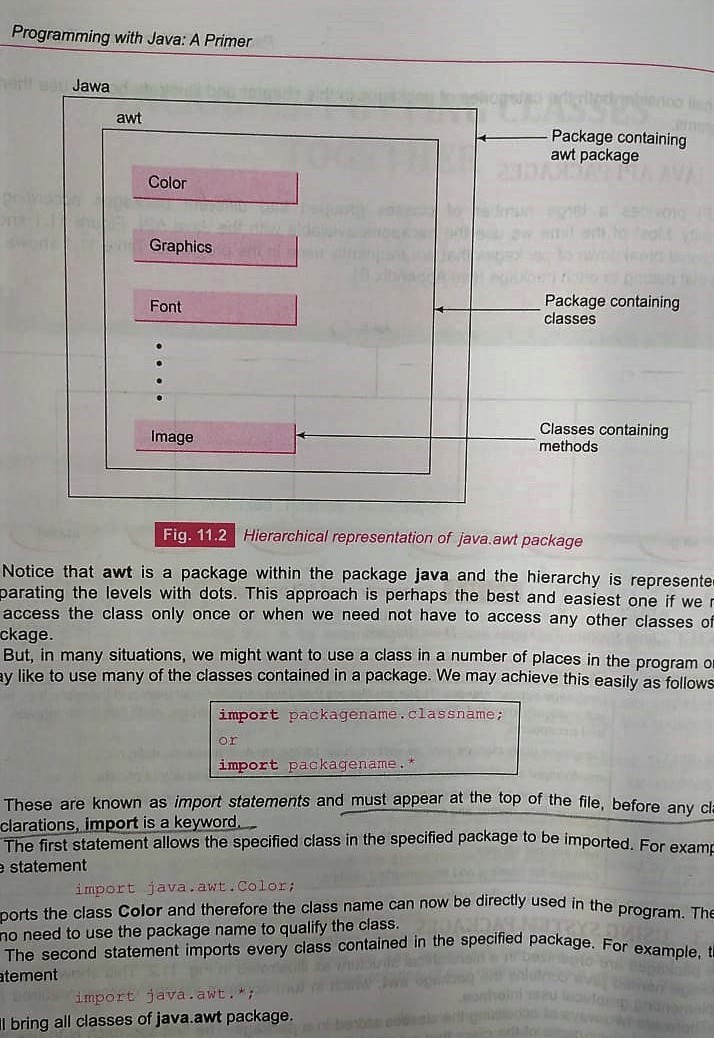 Programming with Java: A Primer
Jawa
awt
Package containing
awt package
Color
Graphics
Font
Package containing
classes
Image
Classes containing
methods
Fig. 11.2 Hierarchical representation of java.awt package
Notice that awt is a package within the package java and the hierarchy is represente
parating the levels with dots. This approach is perhaps the best and easiest one if we
access the class only once or when we need not have to access any other classes of
ckage.
But, in many situations, we might want to use a class in a number of places in the program o
ay like to use many of the classes contained in a package. We may achieve this easily as follows
import packagename.classname;
or
import packagename.*
These are known as import statements and must appear at the top of the file, before any cl
clarations, import is a keyword.
The first statement allows the specified class in the specified package to be imported. For examp
e statement
import java.awt.Color;
ports the class Color and therefore the class name can now be directly used in the program. The
no need to use the package name to qualify the class.
The second statement imports every class contained in the specified package. For example, t
atement
import java.awt.*;
ll bring all classes of java.awt package.